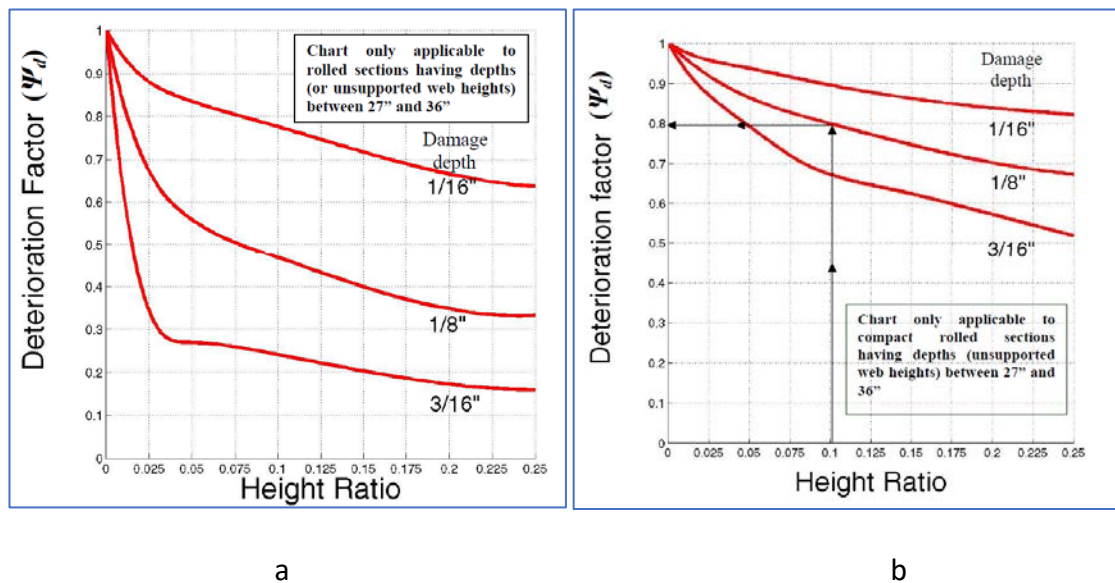 Deterioration Factor (Ψd)
1
0.9
0.8
0.7
0.6
0.5
0.4
0.3
0.2
0.1
0
Chart only applicable to
rolled sections having depths
(or unsupported web heights)
between 27” and 36”
Damage
depth
1/16"
1/8"
3/16"
0 0.025 0.05 0.075 0.1 0.125 0.15 0.175 0.2 0.225 0.25
Height Ratio
a
Deterioration factor (Ψd)
1
0.9
0.8
0.7
0.6
0.5
0.4
0.3
0.2
0.1
0
Damage
depth
1/16"
1/8"
3/16"
Chart only applicable to
compact rolled sections
having depths (unsupported
web heights) between 27” and
36”
0 0.025 0.05 0.075 0.1 0.125 0.15 0.175 0.2 0.225 0.25
Height Ratio
b